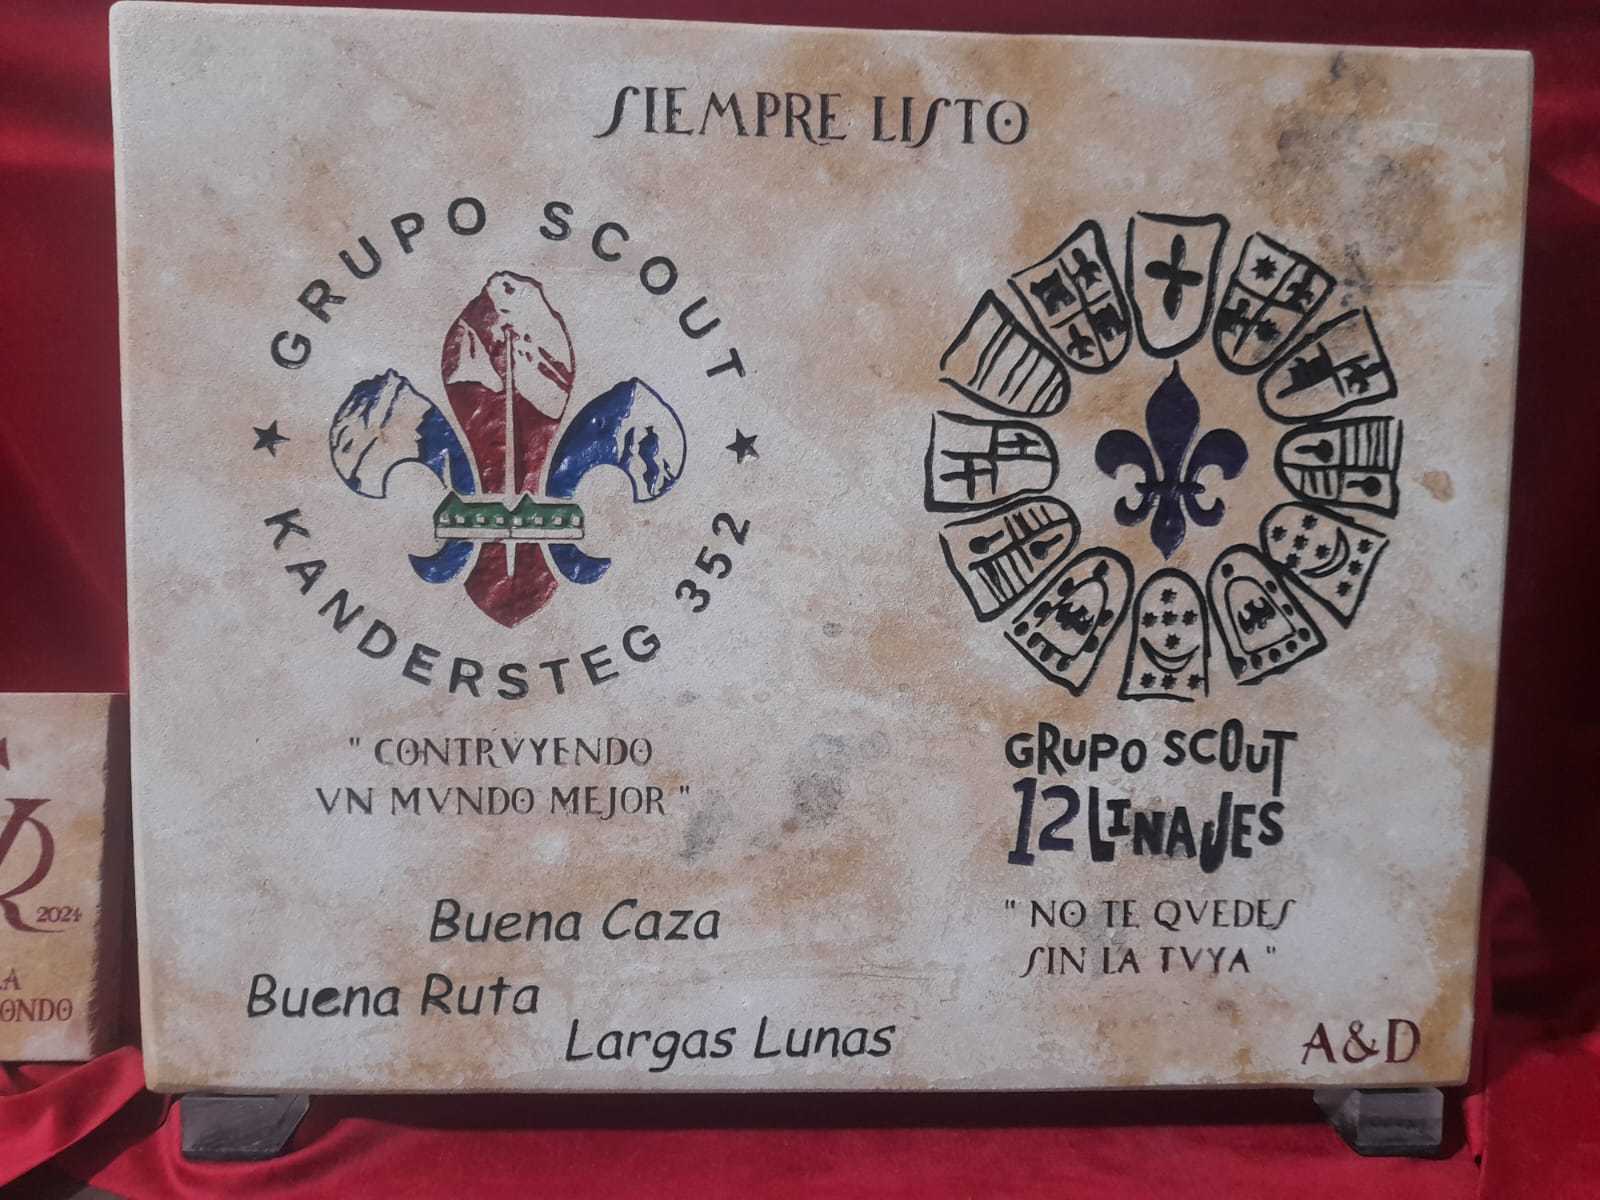 SIEMPRE LISTO
GRUPO SCOUT
KANDERSTEG 352
" CONTRVYENDO
VN MVNDO MEJOR "
GRUPO SCOUT
12 LINAJES
" NO TE QVEDES
SIN LA TVYA "
Buena Caza
Buena Ruta
Largas Lunas
A&D
2024
ONDO